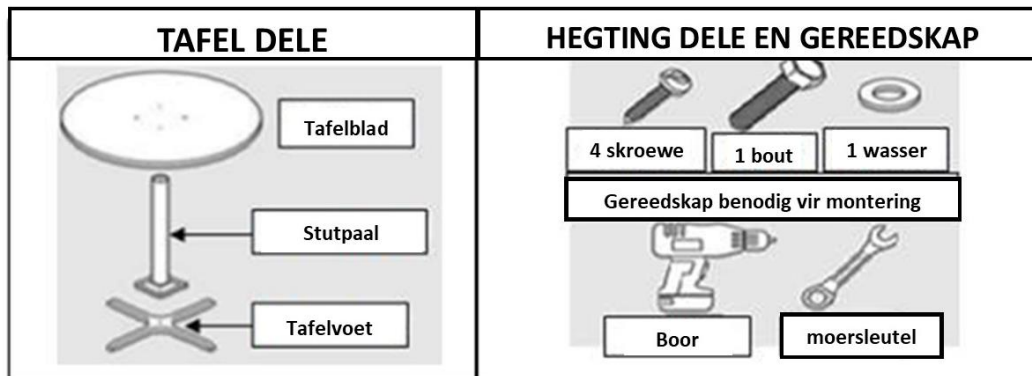 TAFEL DELE
Tafelblad
Stutpaal
Tafelvoet
HEGTING DELE EN GEREEDSKAP
4 skroewe
1 bout
1 wasser
Gereedskap benodig vir montering
Boor
moersleutel